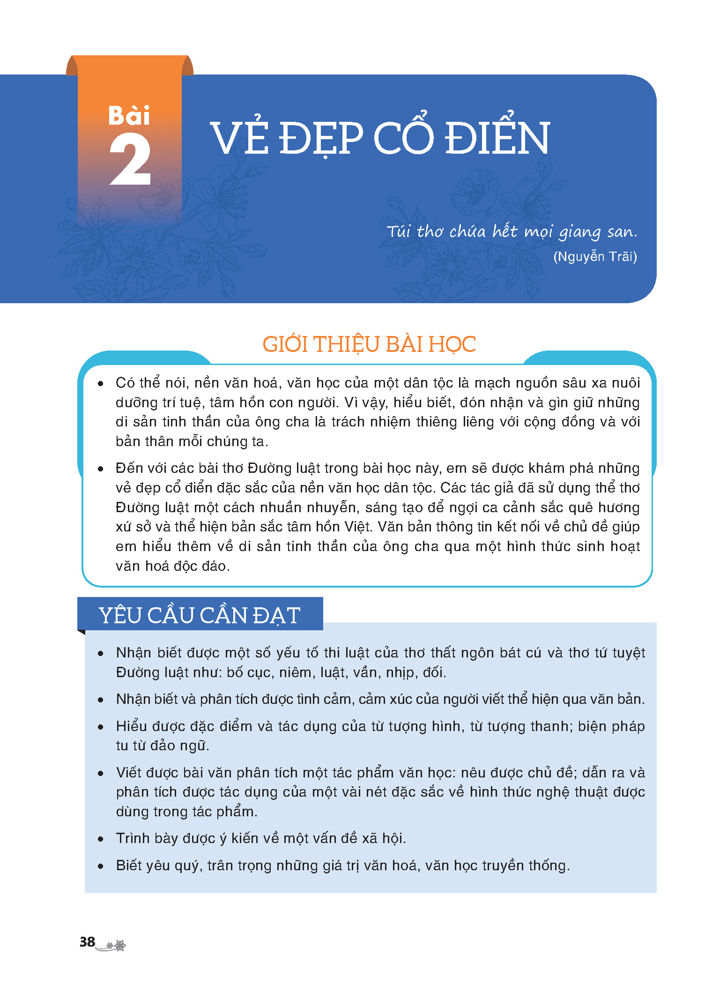 Bài
2
VẺ ĐẸP CỔ ĐIỂN
Túi thơ chứa hết mọi giang san.
(Nguyễn Trãi)
GIỚI THIỆU BÀI HỌC
• Có thể nói, nền văn hoá, văn học của một dân tộc là mạch nguồn sâu xa nuôi
dưỡng trí tuệ, tâm hồn con người. Vì vậy, hiểu biết, đón nhận và gìn giữ những
di sản tinh thần của ông cha là trách nhiệm thiêng liêng với cộng đồng và với
bản thân mỗi chúng ta.
• Đến với các bài thơ Đường luật trong bài học này, em sẽ được khám phá những
vẻ đẹp cổ điển đặc sắc của nền văn học dân tộc. Các tác giả đã sử dụng thể thơ
Đường luật một cách nhuần nhuyễn, sáng tạo để ngợi ca cảnh sắc quê hương
xứ sở và thể hiện bản sắc tâm hồn Việt. Văn bản thông tin kết nối về chủ đề giúp
em hiểu thêm về di sản tinh thần của ông cha qua một hình thức sinh hoạt
văn hoá độc đáo.
YÊU CẦU CẦN ĐẠT
• Nhận biết được một số yếu tố thi luật của thơ thất ngôn bát cú và thơ tứ tuyệt
Đường luật như: bố cục, niêm, luật, vần, nhịp, đối.
• Nhận biết và phân tích được tình cảm, cảm xúc của người viết thể hiện qua văn bản.
• Hiểu được đặc điểm và tác dụng của từ tượng hình, từ tượng thanh; biện pháp
tu từ đảo ngữ.
• Viết được bài văn phân tích một tác phẩm văn học: nêu được chủ đề; dẫn ra và
phân tích được tác dụng của một vài nét đặc sắc về hình thức nghệ thuật được
dùng trong tác phẩm.
• Trình bày được ý kiến về một vấn đề xã hội.
• Biết yêu quý, trân trọng những giá trị văn hoá, văn học truyền thống.
38